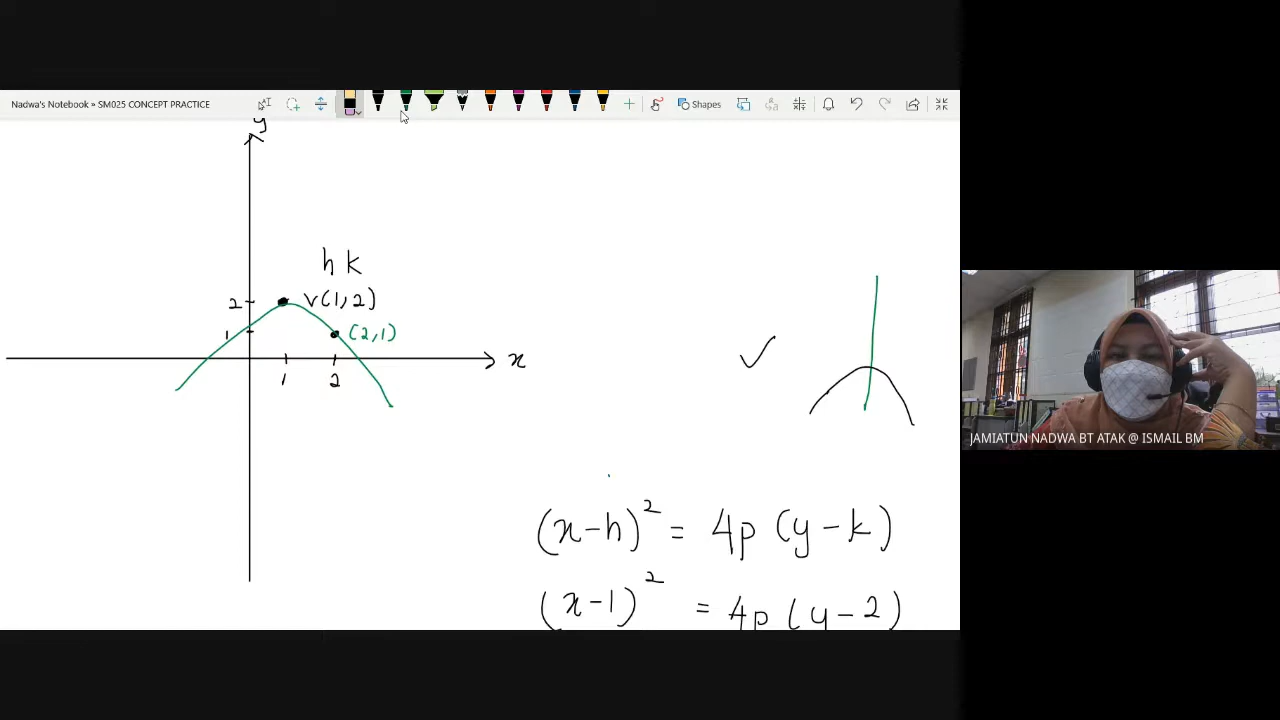 Nadwa's Notebook » SM025 CONCEPT PRACTICE
Shapes
y
h k
2
v(1,2)
1
(2,1)
x
1 2
(x-h)² = 4p (y-k)
(x-1)² = 4p (y-2)
JAMIATUN NADWA BT ATAK @ ISMAIL BM